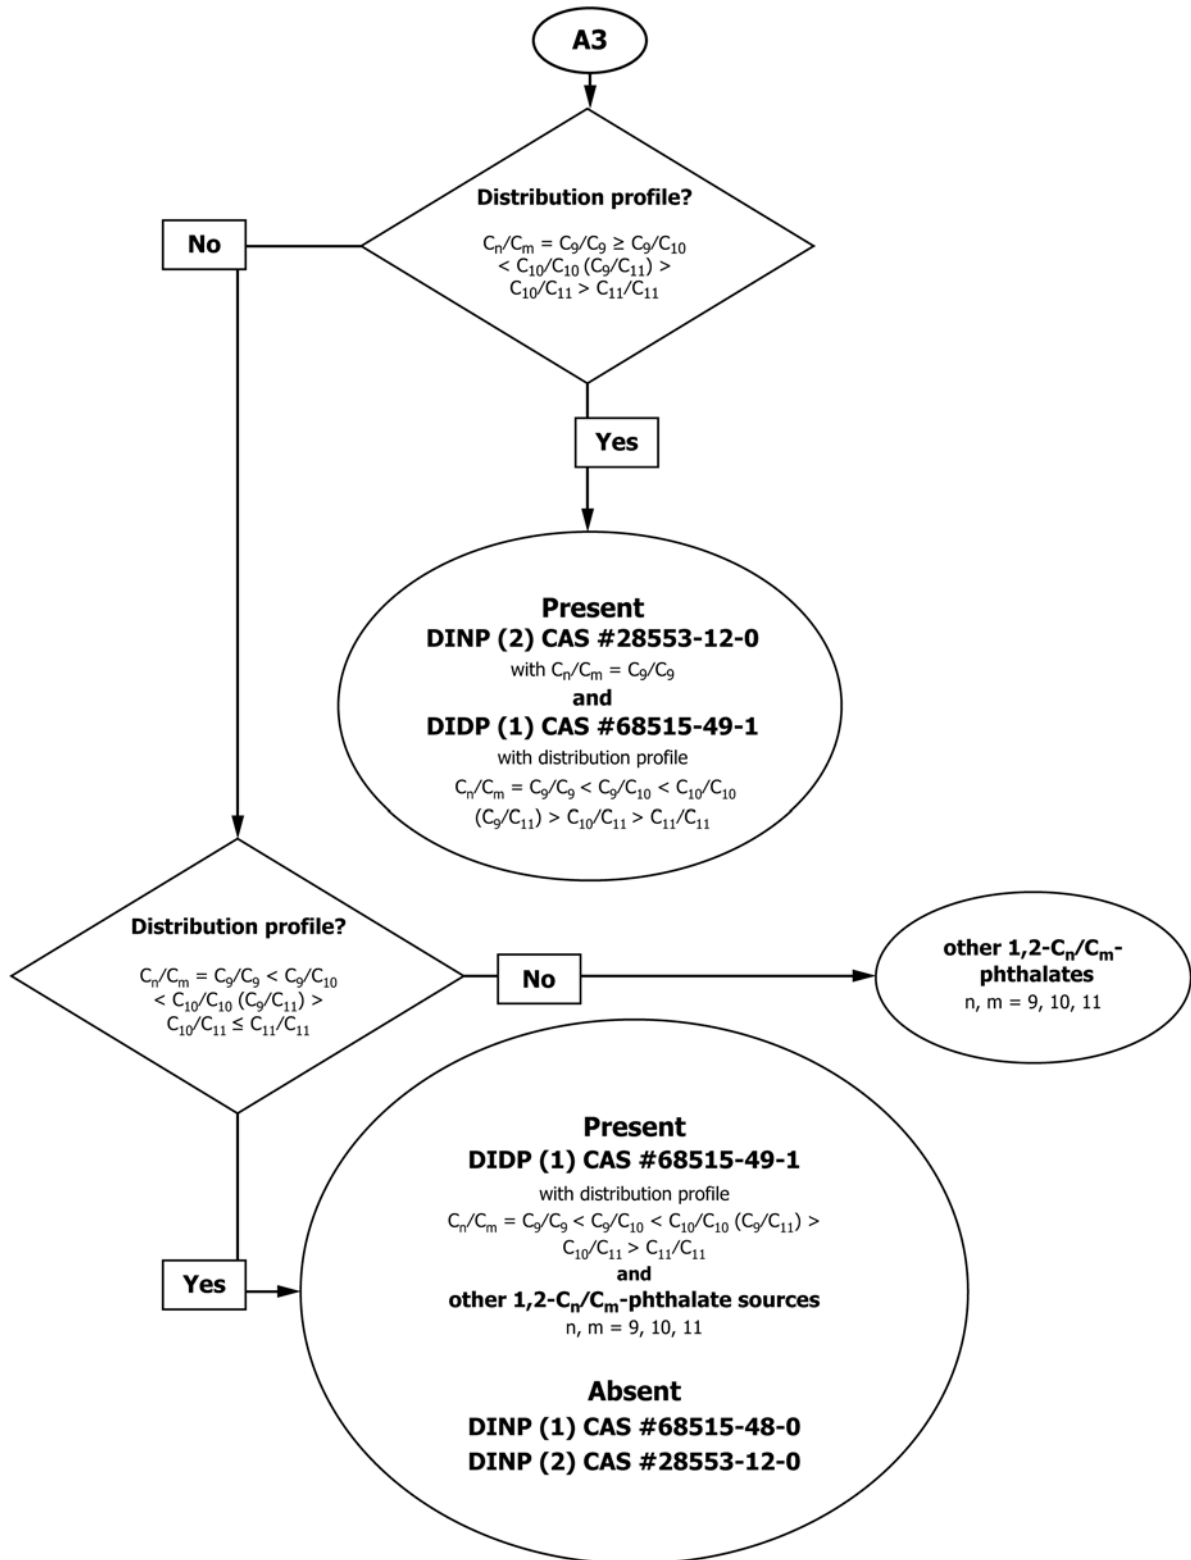 A3
Distribution profile?
Cₙ/Cₘ = C₉/C₉ ≥ C₉/C₁₀
< C₁₀/C₁₀ (C₉/C₁₁) >
C₁₀/C₁₁ > C₁₁/C₁₁
No
Yes
Present
DINP (2) CAS #28553-12-0
with Cₙ/Cₘ = C₉/C₉
and
DIDP (1) CAS #68515-49-1
with distribution profile
Cₙ/Cₘ = C₉/C₉ < C₉/C₁₀ < C₁₀/C₁₀
(C₉/C₁₁) > C₁₀/C₁₁ > C₁₁/C₁₁
Distribution profile?
Cₙ/Cₘ = C₉/C₉ < C₉/C₁₀
< C₁₀/C₁₀ (C₉/C₁₁) >
C₁₀/C₁₁ ≤ C₁₁/C₁₁
No
other 1,2-Cₙ/Cₘ-
phthalates
n, m = 9, 10, 11
Yes
Present
DIDP (1) CAS #68515-49-1
with distribution profile
Cₙ/Cₘ = C₉/C₉ < C₉/C₁₀ < C₁₀/C₁₀ (C₉/C₁₁) >
C₁₀/C₁₁ > C₁₁/C₁₁
and
other 1,2-Cₙ/Cₘ-phthalate sources
n, m = 9, 10, 11
Absent
DINP (1) CAS #68515-48-0
DINP (2) CAS #28553-12-0